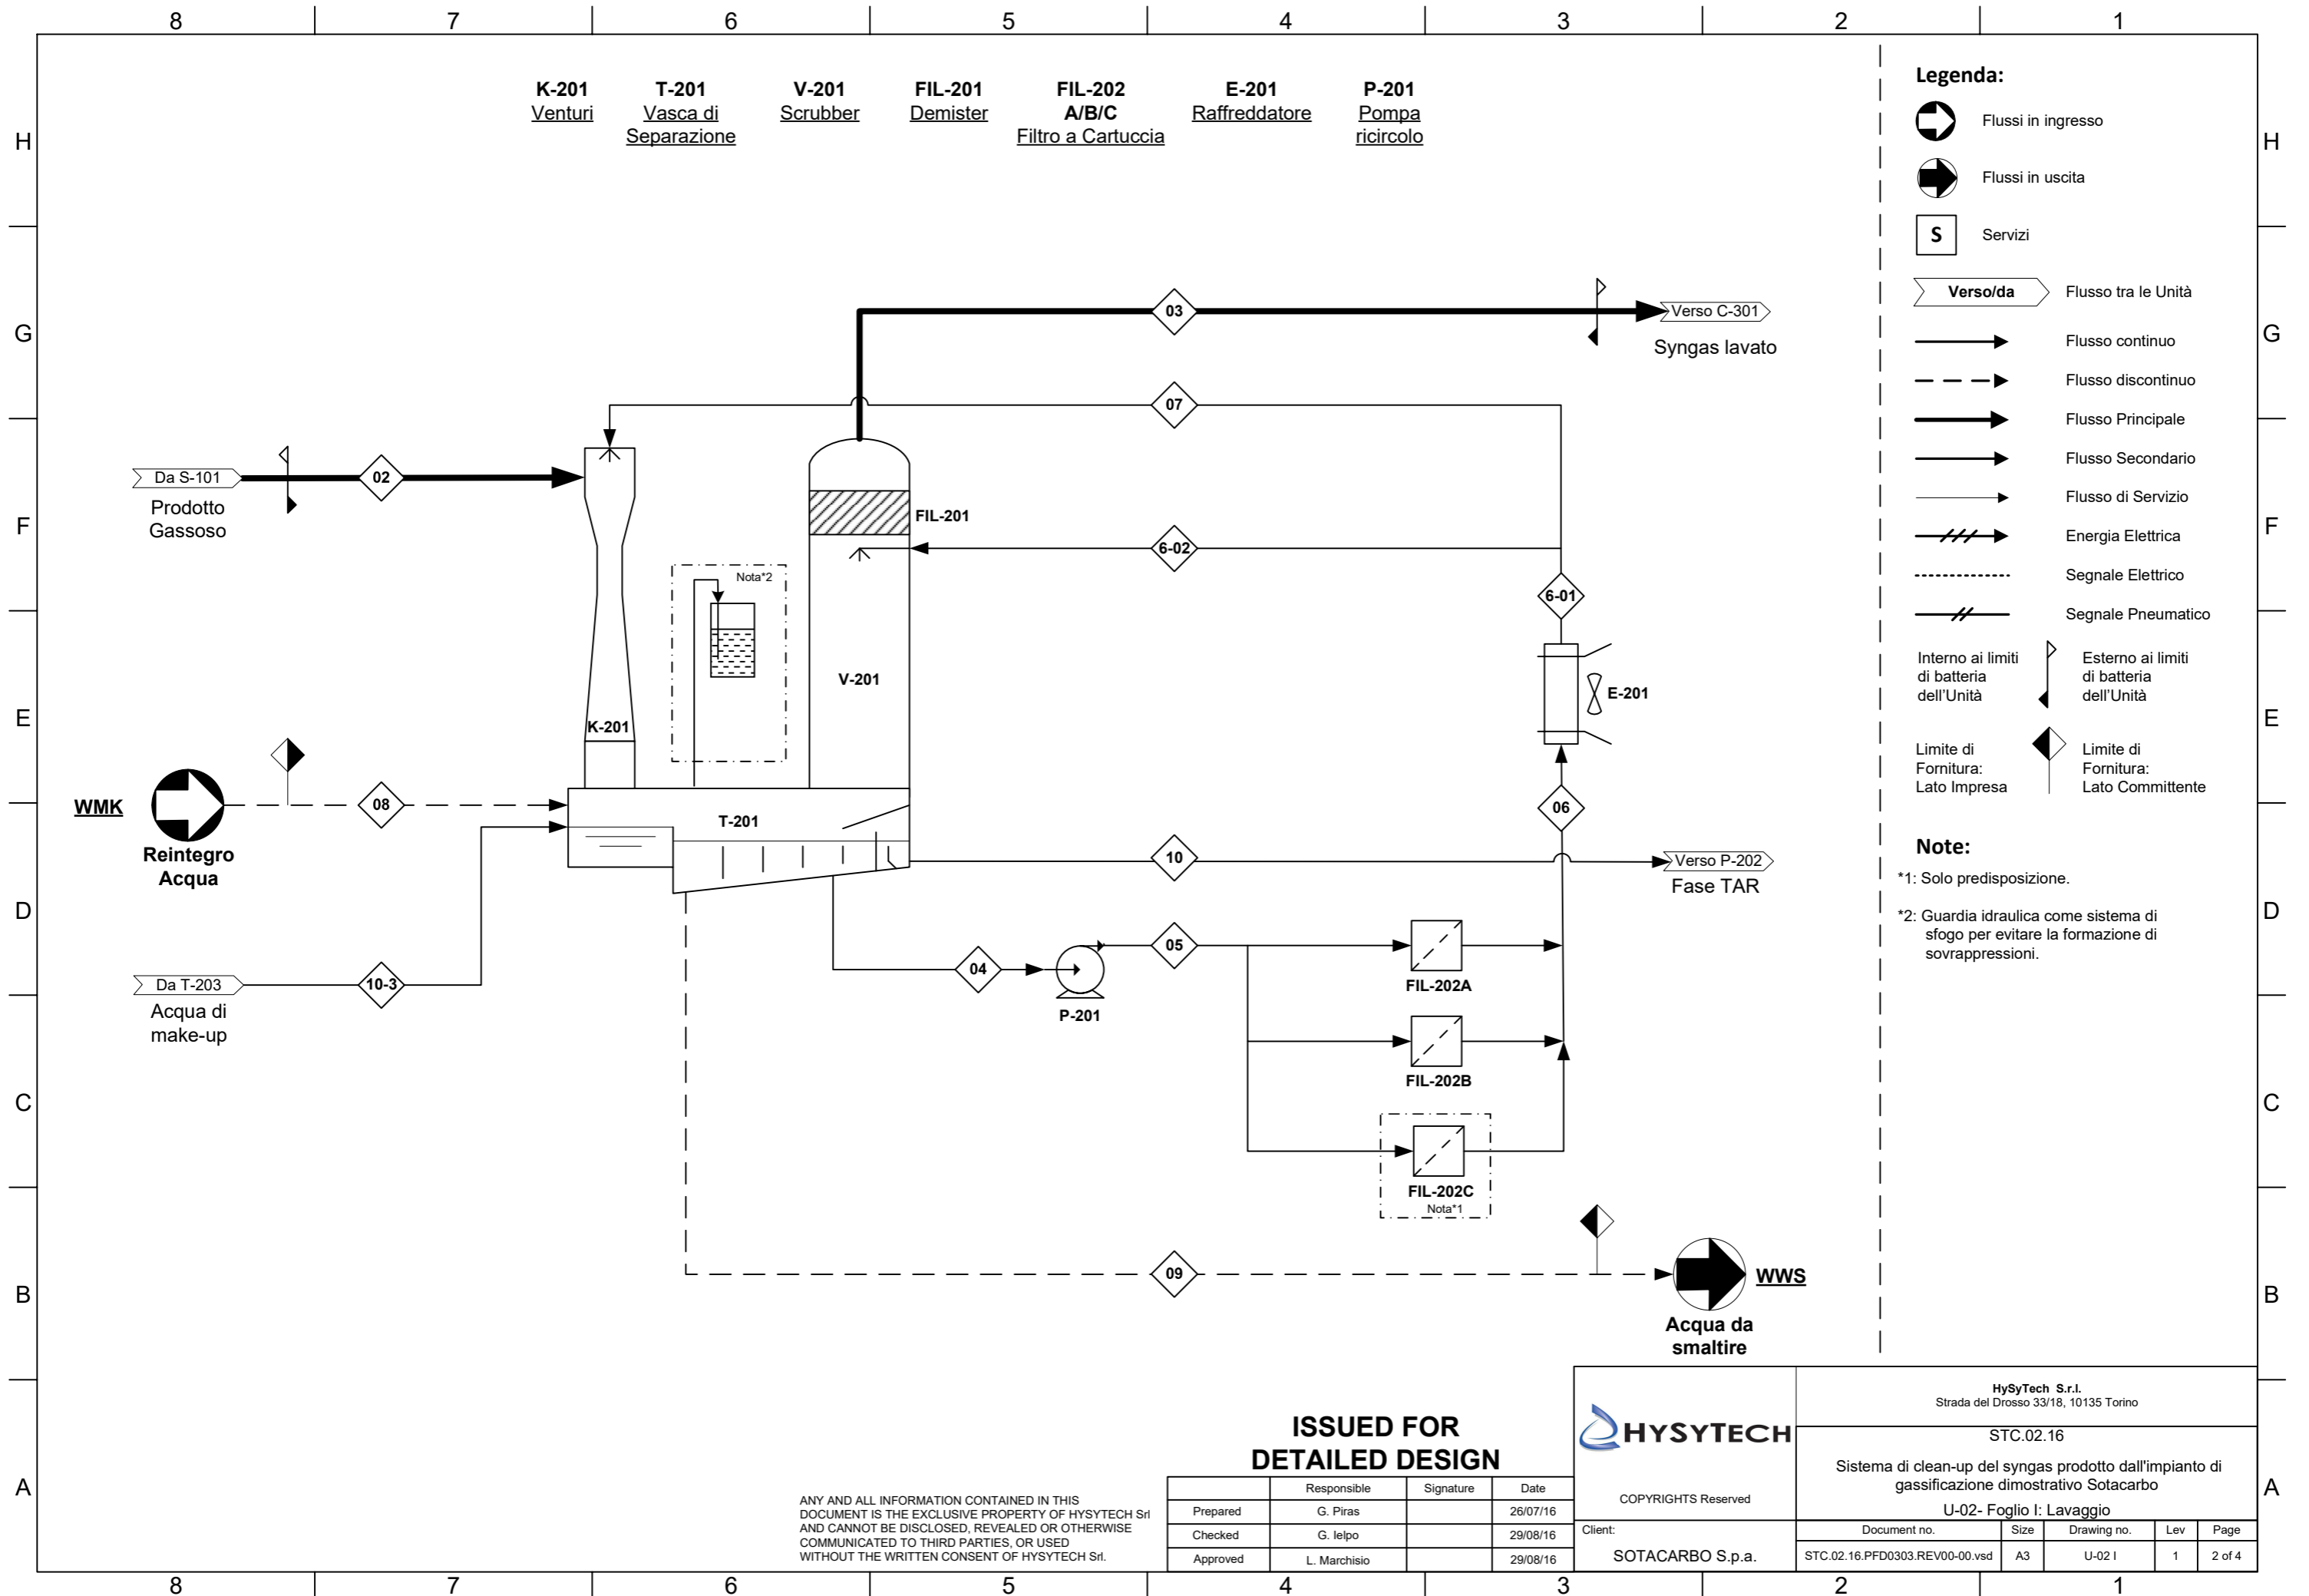 8 7 6 5 4 3 2 1
H
G
F
E
D
C
B
A
K-201
Venturi
T-201
Vasca di
Separazione
V-201
Scrubber
FIL-201
Demister
FIL-202
A/B/C
Filtro a Cartuccia
E-201
Raffreddatore
P-201
Pompa
ricircolo
Legenda:
Flussi in ingresso
Flussi in uscita
S
Servizi
Verso/da
Flusso tra le Unità
Flusso continuo
Flusso discontinuo
Flusso Principale
Flusso Secondario
Flusso di Servizio
Energia Elettrica
Segnale Elettrico
Segnale Pneumatico
Interno ai limiti
di batteria
dell'Unità
Esterno ai limiti
di batteria
dell'Unità
Limite di
Fornitura:
Lato Impresa
Limite di
Fornitura:
Lato Committente
Note:
*1: Solo predisposizione.
*2: Guardia idraulica come sistema di
sfogo per evitare la formazione di
sovrappressioni.
03
Verso C-301
Syngas lavato
07
Da S-101
02
Prodotto
Gassoso
FIL-201
6-02
Nota*2
6-01
V-201
E-201
K-201
WMK
08
Reintegro
Acqua
T-201
06
10
Verso P-202
Fase TAR
05
04
P-201
FIL-202A
Da T-203
10-3
Acqua di
make-up
FIL-202B
FIL-202C
Nota*1
09
WWS
Acqua da
smaltire
ISSUED FOR
DETAILED DESIGN
ANY AND ALL INFORMATION CONTAINED IN THIS
DOCUMENT IS THE EXCLUSIVE PROPERTY OF HYSYTECH Srl
AND CANNOT BE DISCLOSED, REVEALED OR OTHERWISE
COMMUNICATED TO THIRD PARTIES, OR USED
WITHOUT THE WRITTEN CONSENT OF HYSYTECH Srl.
Responsible Signature Date
Prepared G. Piras 26/07/16
Checked G. Ielpo 29/08/16
Approved L. Marchisio 29/08/16
HYSYTECH
COPYRIGHTS Reserved
Client:
SOTACARBO S.p.a.
HySyTech S.r.l.
Strada del Drosso 33/18, 10135 Torino
STC.02.16
Sistema di clean-up del syngas prodotto dall'impianto di
gassificazione dimostrativo Sotacarbo
U-02- Foglio I: Lavaggio
Document no. Size Drawing no. Lev Page
STC.02.16.PFD0303.REV00-00.vsd A3 U-02 I 1 2 of 4
H
G
F
E
D
C
B
A
8 7 6 5 4 3 2 1